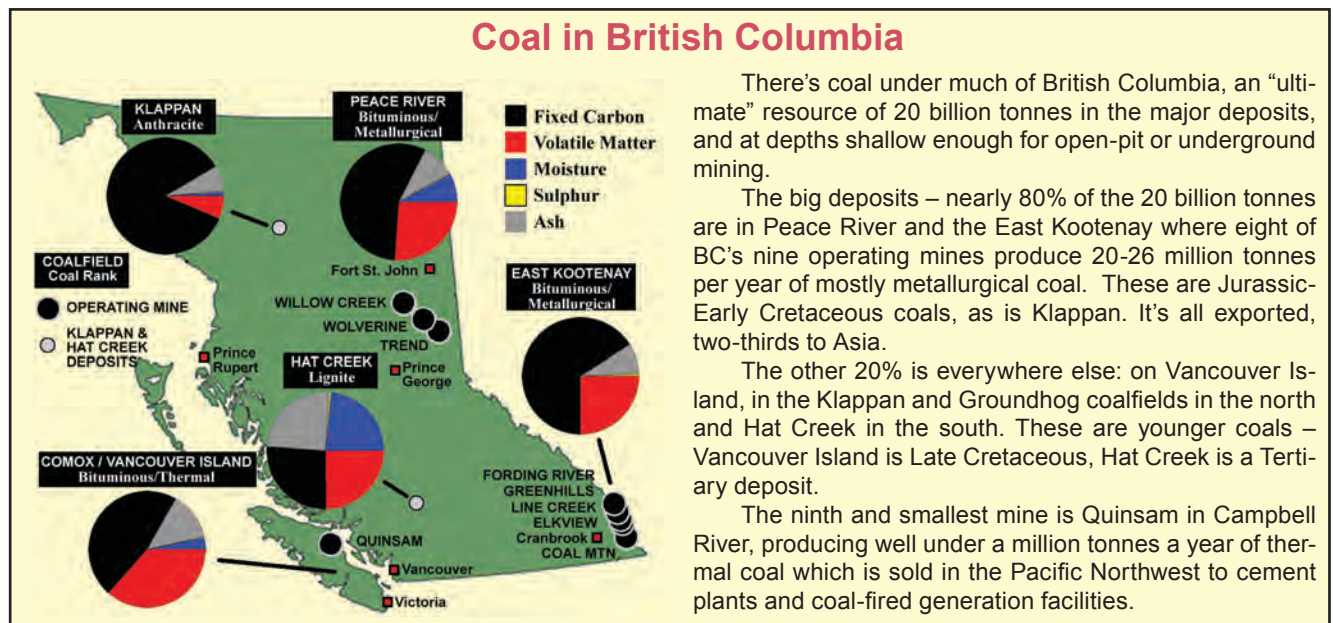 Coal in British Columbia
KLAPPAN
Anthracite
PEACE RIVER
Bituminous/
Metallurgical
Fixed Carbon
Volatile Matter
Moisture
Sulphur
Ash
COALFIELD
Coal Rank
OPERATING MINE
KLAPPAN &
HAT CREEK
DEPOSITS
Fort St. John
WILLOW CREEK
WOLVERINE
TREND
EAST KOOTENAY
Bituminous/
Metallurgical
Prince
Rupert
HAT CREEK
Lignite
Prince
George
COMOX / VANCOUVER ISLAND
Bituminous/Thermal
FORDING RIVER
GREENHILLS
LINE CREEK
ELKVIEW
Cranbrook
COAL MTN
QUINSAM
Vancouver
Victoria
There's coal under much of British Columbia, an “ulti-
mate” resource of 20 billion tonnes in the major deposits,
and at depths shallow enough for open-pit or underground
mining.
The big deposits – nearly 80% of the 20 billion tonnes
are in Peace River and the East Kootenay where eight of
BC's nine operating mines produce 20-26 million tonnes
per year of mostly metallurgical coal. These are Jurassic-
Early Cretaceous coals, as is Klappan. It's all exported,
two-thirds to Asia.
The other 20% is everywhere else: on Vancouver Is-
land, in the Klappan and Groundhog coalfields in the north
and Hat Creek in the south. These are younger coals –
Vancouver Island is Late Cretaceous, Hat Creek is a Terti-
ary deposit.
The ninth and smallest mine is Quinsam in Campbell
River, producing well under a million tonnes a year of ther-
mal coal which is sold in the Pacific Northwest to cement
plants and coal-fired generation facilities.